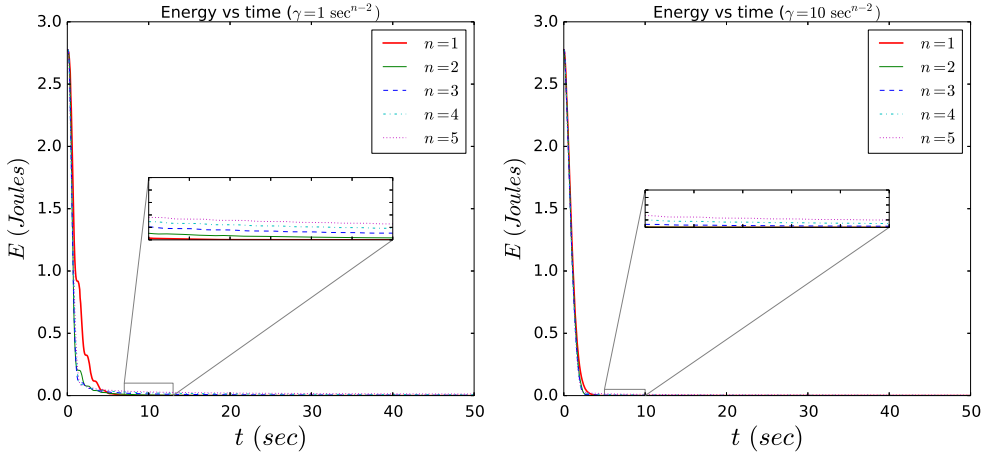 Energy vs time (γ=1 sec^{n−2})
3.0
2.5
2.0
1.5
1.0
0.5
0.0
E (Joules)
0 10 20 30 40 50
t (sec)
n=1
n=2
n=3
n=4
n=5
Energy vs time (γ=10 sec^{n−2})
3.0
2.5
2.0
1.5
1.0
0.5
0.0
E (Joules)
0 10 20 30 40 50
t (sec)
n=1
n=2
n=3
n=4
n=5